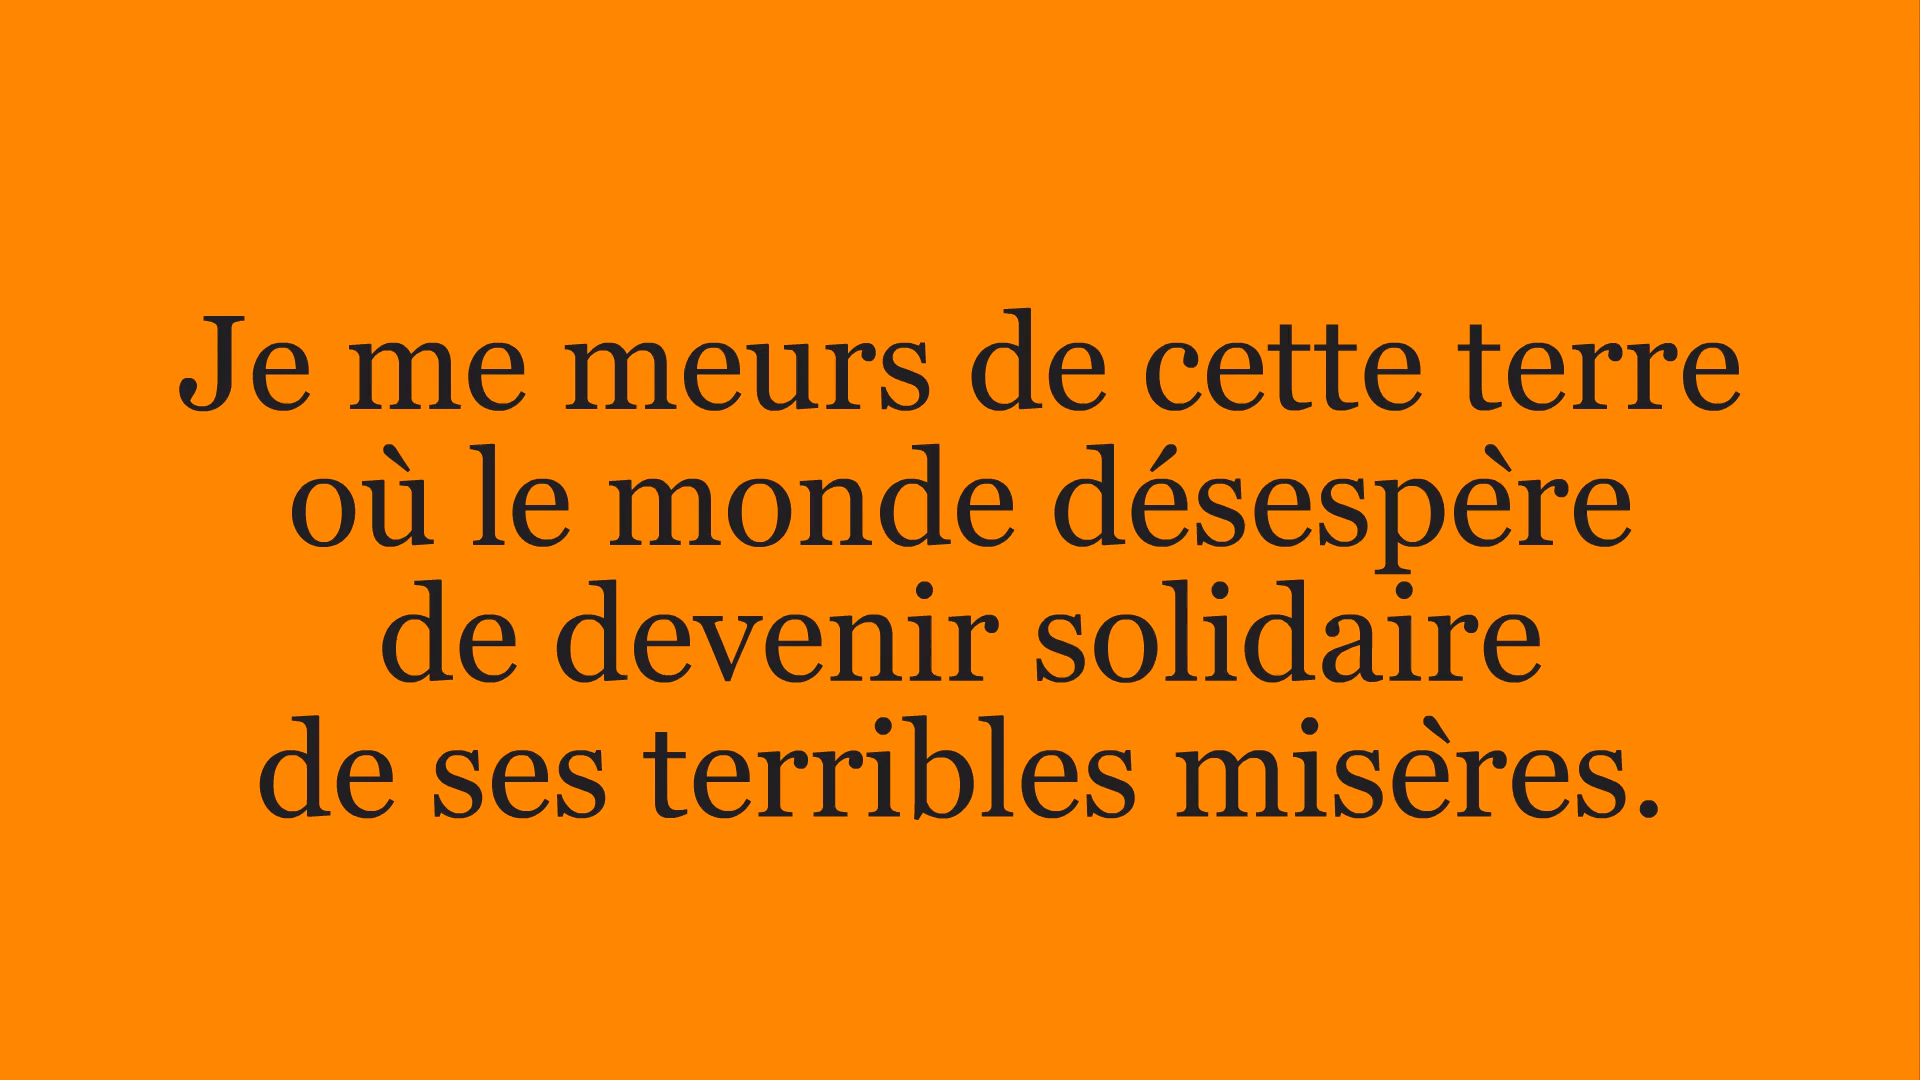 Je me meurs de cette terre
où le monde désespère
de devenir solidaire
de ses terribles misères.